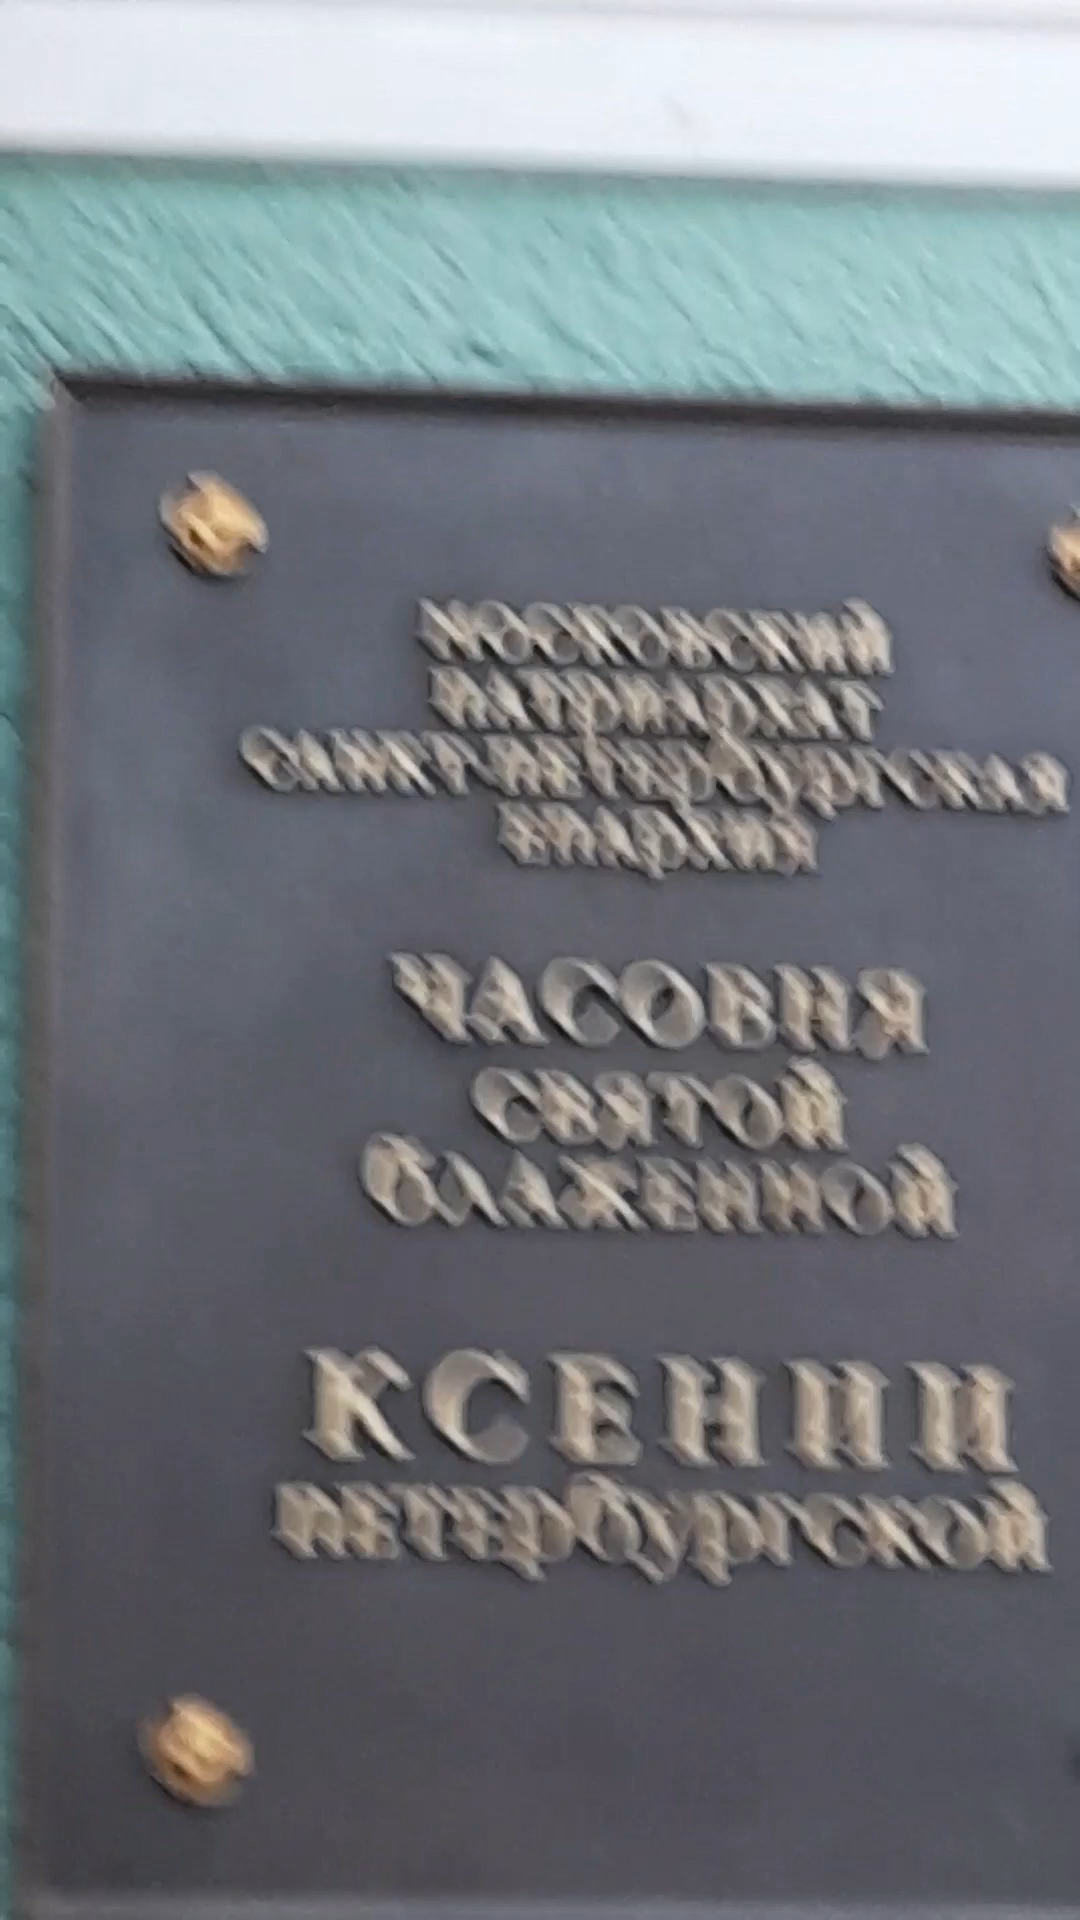 МОСКОВСКИЙ
ПАТРИАРХАТ
САНКТ-ПЕТЕРБУРГСКАЯ
ЕПАРХИЯ
ЧАСОВНЯ
СВЯТОЙ
БЛАЖЕННОЙ
КСЕНИИ
ПЕТЕРБУРГСКОЙ